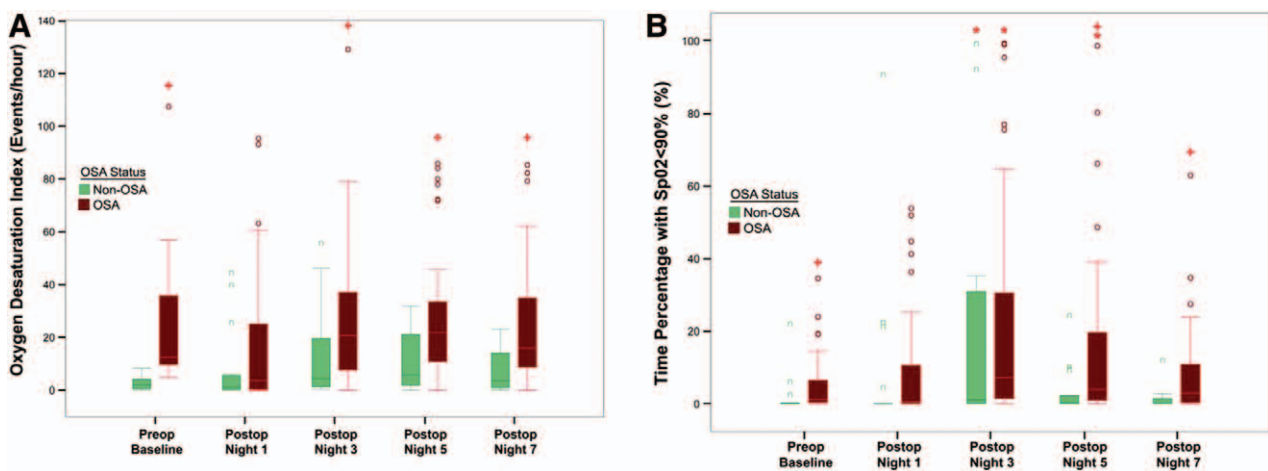 A
Oxygen Desaturation Index (Events/hour)
140
120
100
80
60
40
20
0
OSA Status
Non-OSA
OSA
Preop
Baseline
Postop
Night 1
Postop
Night 3
Postop
Night 5
Postop
Night 7
B
Time Percentage with Sp02<90% (%)
100
80
60
40
20
0
OSA Status
Non-OSA
OSA
Preop
Baseline
Postop
Night 1
Postop
Night 3
Postop
Night 5
Postop
Night 7